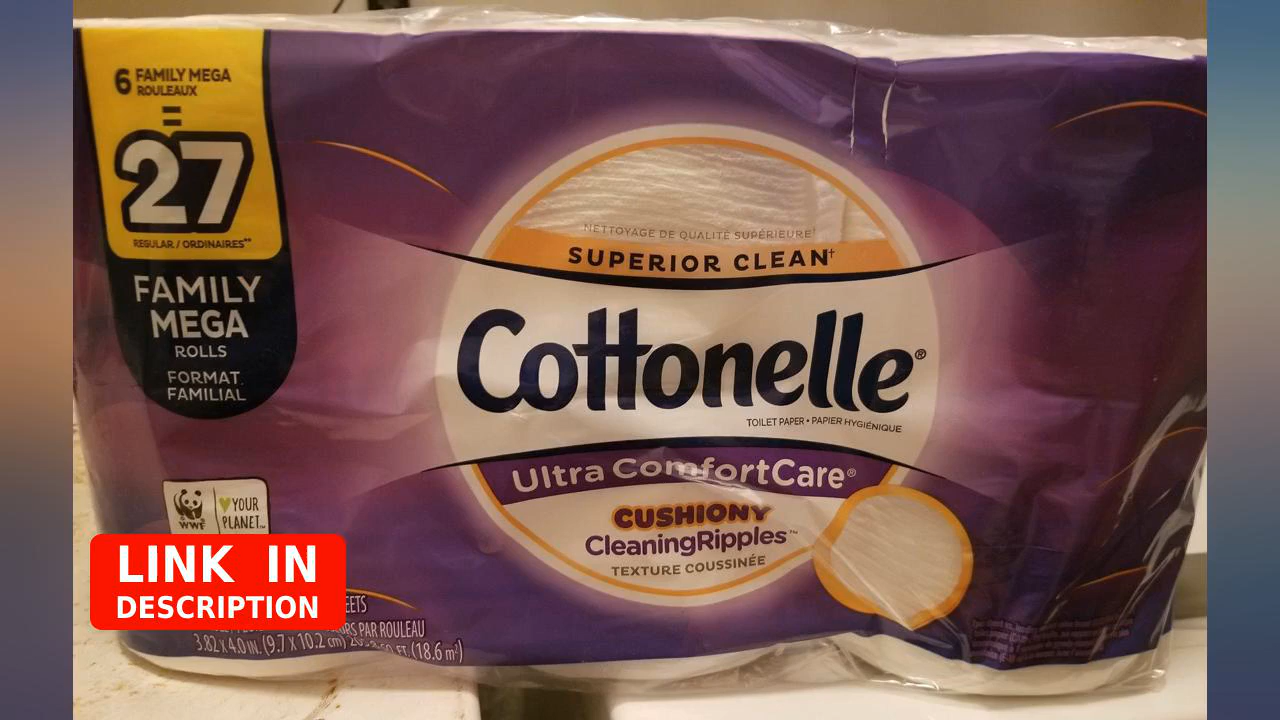 6 FAMILY MEGA
ROULEAUX
=
27
REGULAR / ORDINAIRES**
FAMILY
MEGA
ROLLS
FORMAT
FAMILIAL
NETTOYAGE DE QUALITÉ SUPÉRIEURE†
SUPERIOR CLEAN†
Cottonelle®
TOILET PAPER • PAPIER HYGIÉNIQUE
Ultra ComfortCare®
CUSHIONY
CleaningRipples™
TEXTURE COUSSINÉE
WWF
♥YOUR
PLANET™
LINK IN
DESCRIPTION
PAR ROULEAU
3.82 x 4.0 IN. (9.7 x 10.2 cm) FT. (18.6 m²)